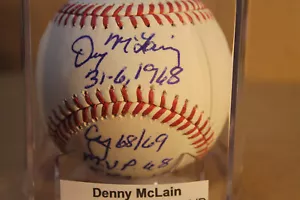 Denny McLain
31-6, 1968
Cy 68/69
MVP 68
Denny McLain